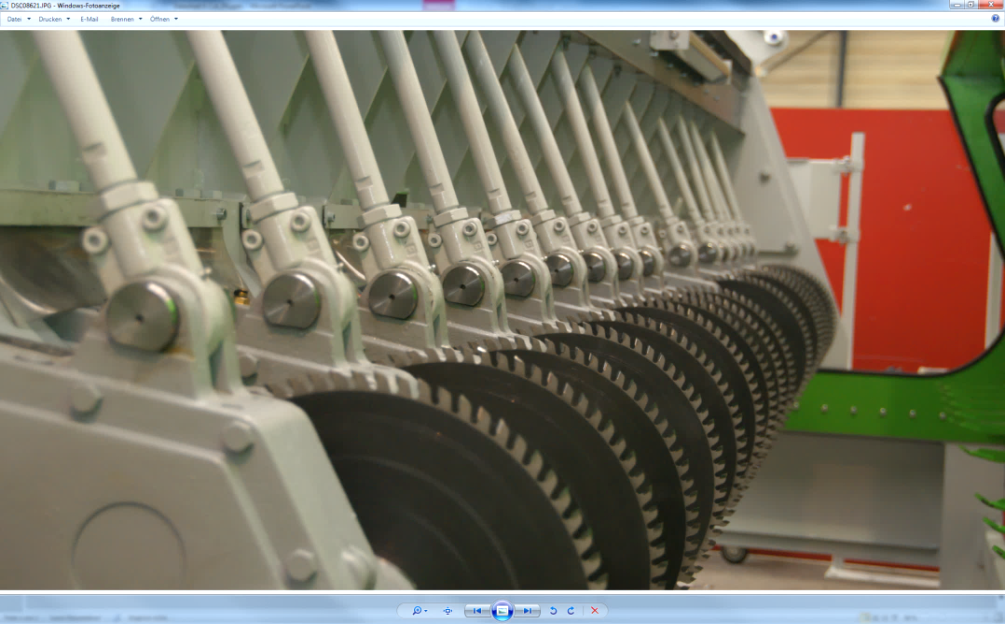 DSC08621.JPG - Windows-Fotoanzeige
Datei Drucken E-Mail Brennen Öffnen